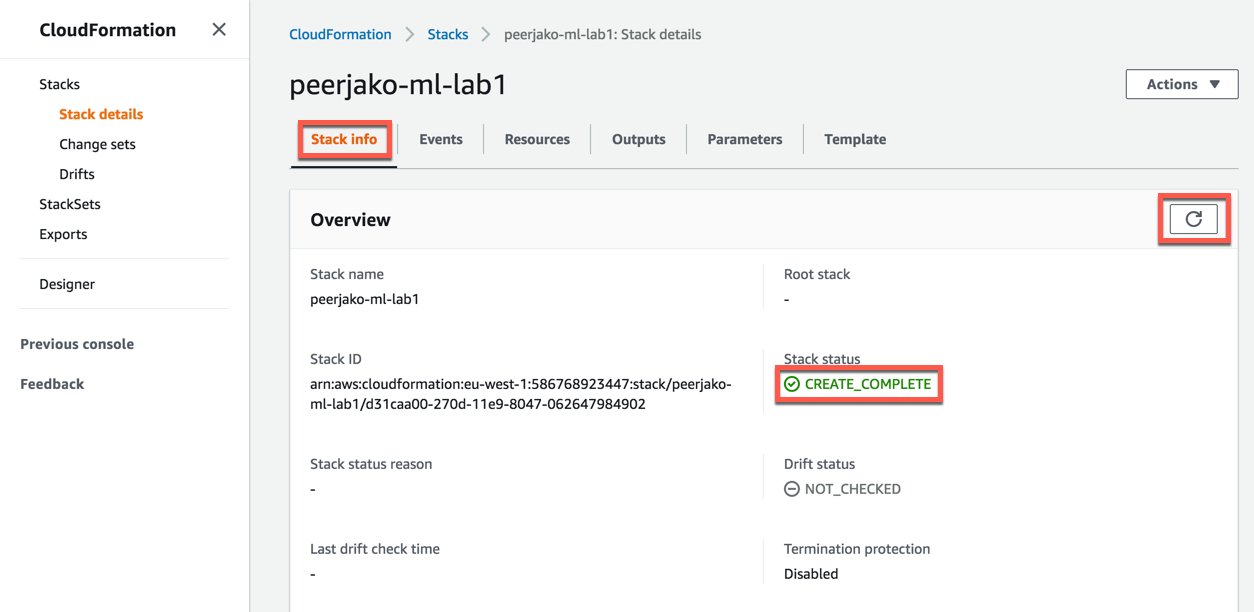 CloudFormation
Stacks
Stack details
Change sets
Drifts
StackSets
Exports
Designer
Previous console
Feedback
CloudFormation Stacks peerjako-ml-lab1: Stack details
peerjako-ml-lab1
Actions
Stack info Events Resources Outputs Parameters Template
Overview
Stack name
peerjako-ml-lab1
Root stack
-
Stack ID
arn:aws:cloudformation:eu-west-1:586768923447:stack/peerjako-
ml-lab1/d31caa00-270d-11e9-8047-062647984902
Stack status
CREATE_COMPLETE
Stack status reason
-
Drift status
NOT_CHECKED
Last drift check time
-
Termination protection
Disabled